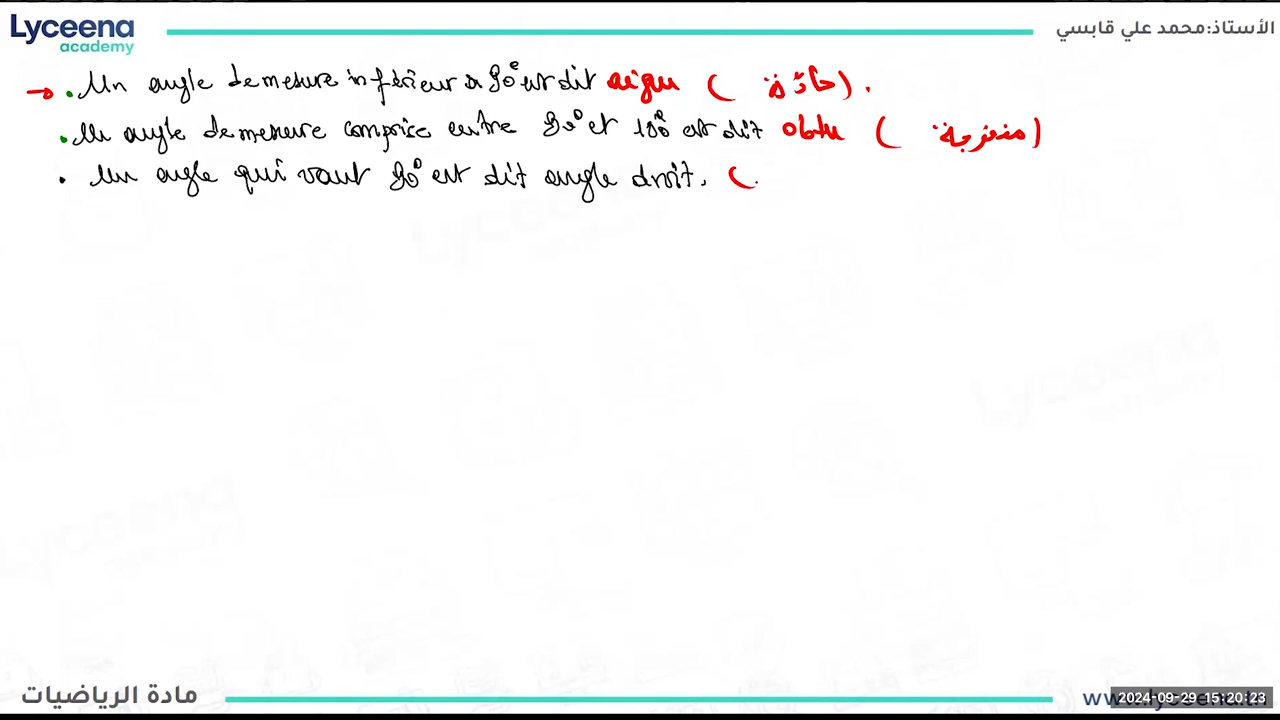 Lyceena
academy
الأستاذ:محمد علي قابسي
→ . Un angle de mesure inférieur à 90° est dit aigu ( حادّة ) .
. Un angle de mesure comprise entre 90° et 180° est dit obtu ( منفرجة )
. Un angle qui vaut 90° est dit angle droit. (
مادة الرياضيات
2024-09-29 15:20:23